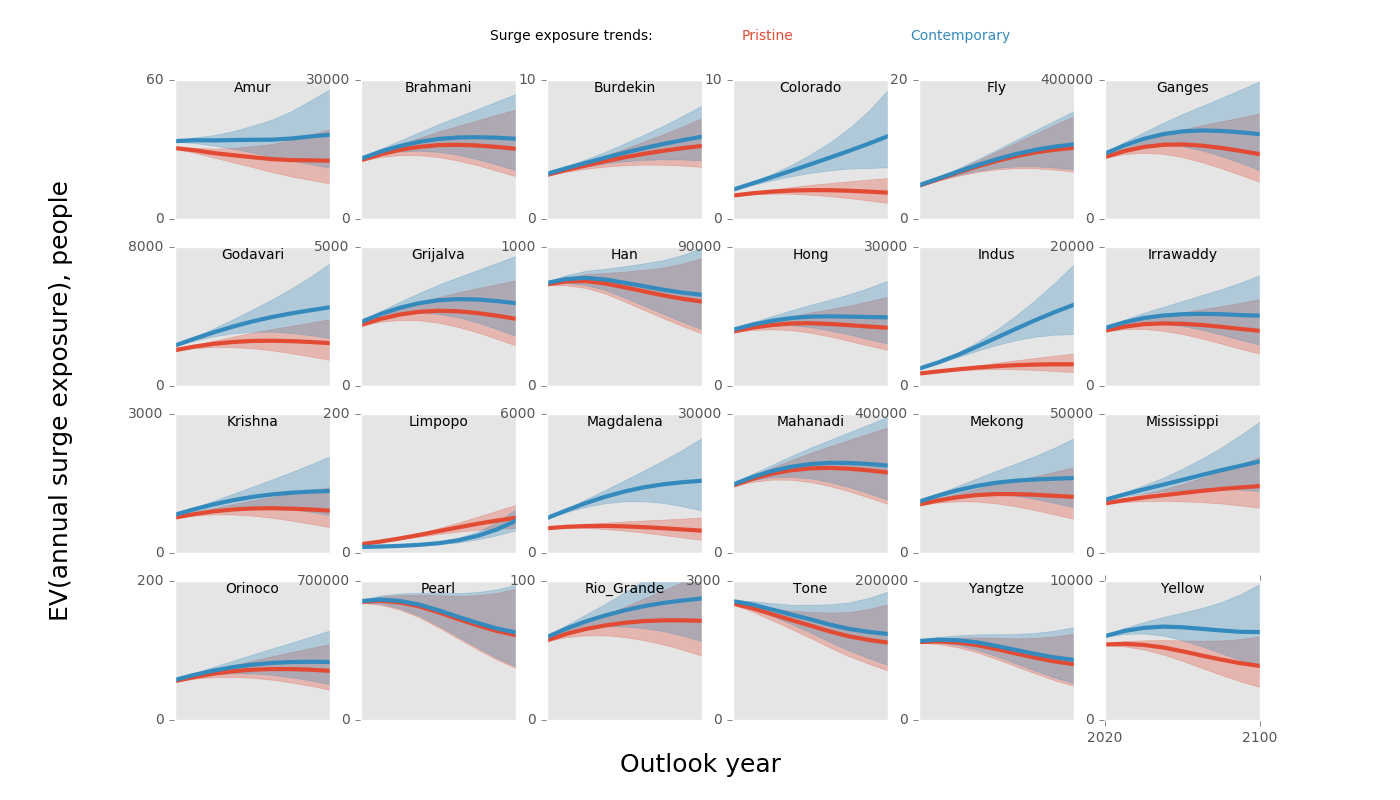 Surge exposure trends: Pristine Contemporary
60 30000 10 10 20 400000
Amur Brahmani Burdekin Colorado Fly Ganges
0 0 0 0 0 0
8000 5000 1000 90000 30000 20000
Godavari Grijalva Han Hong Indus Irrawaddy
0 0 0 0 0 0
3000 200 6000 30000 400000 50000
Krishna Limpopo Magdalena Mahanadi Mekong Mississippi
0 0 0 0 0 0
200 700000 100 3000 200000 10000
Orinoco Pearl Rio_Grande Tone Yangtze Yellow
0 0 0 0 0 0
2020 2100
EV(annual surge exposure), people
Outlook year